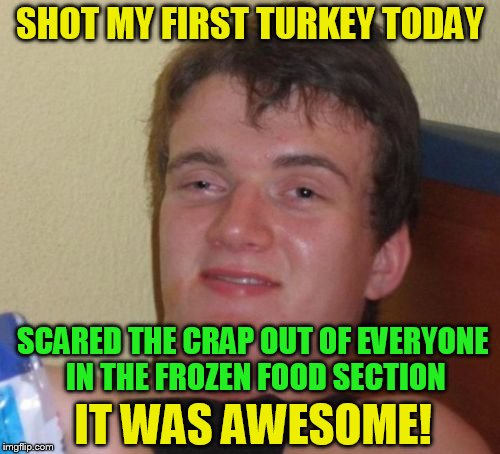 SHOT MY FIRST TURKEY TODAY
SCARED THE CRAP OUT OF EVERYONE
IN THE FROZEN FOOD SECTION
IT WAS AWESOME!
imgflip.com